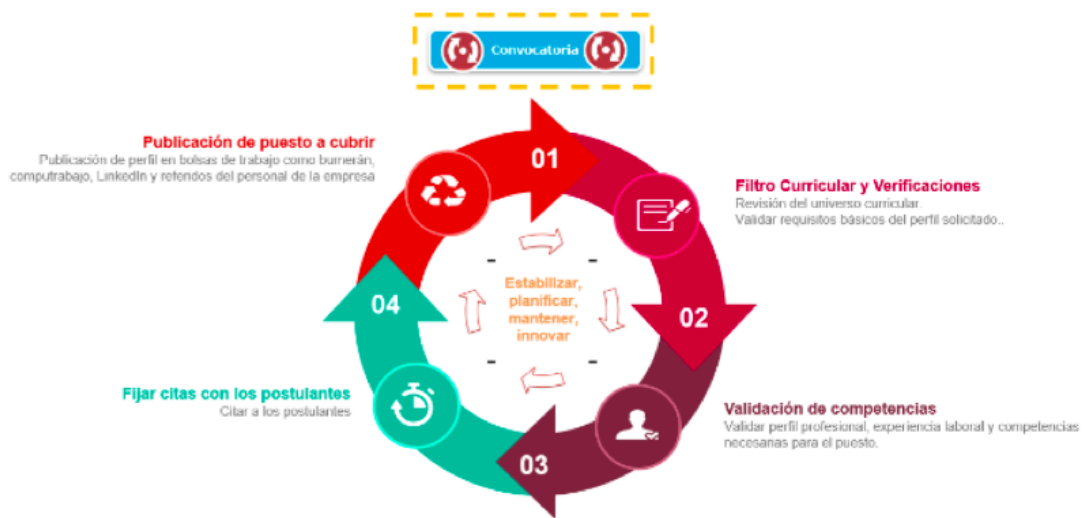 Convocatoria
Publicación de puesto a cubrir
Publicación de perfil en bolsas de trabajo como bumerán,
computrabajo, LinkedIn y referidos del personal de la empresa
01
Filtro Curricular y Verificaciones
Revisión del universo curricular.
Validar requisitos básicos del perfil solicitado..
02
Validación de competencias
Validar perfil profesional, experiencia laboral y competencias
necesarias para el puesto.
03
Fijar citas con los postulantes
Citar a los postulantes
04
Estabilizar,
planificar,
mantener,
innovar